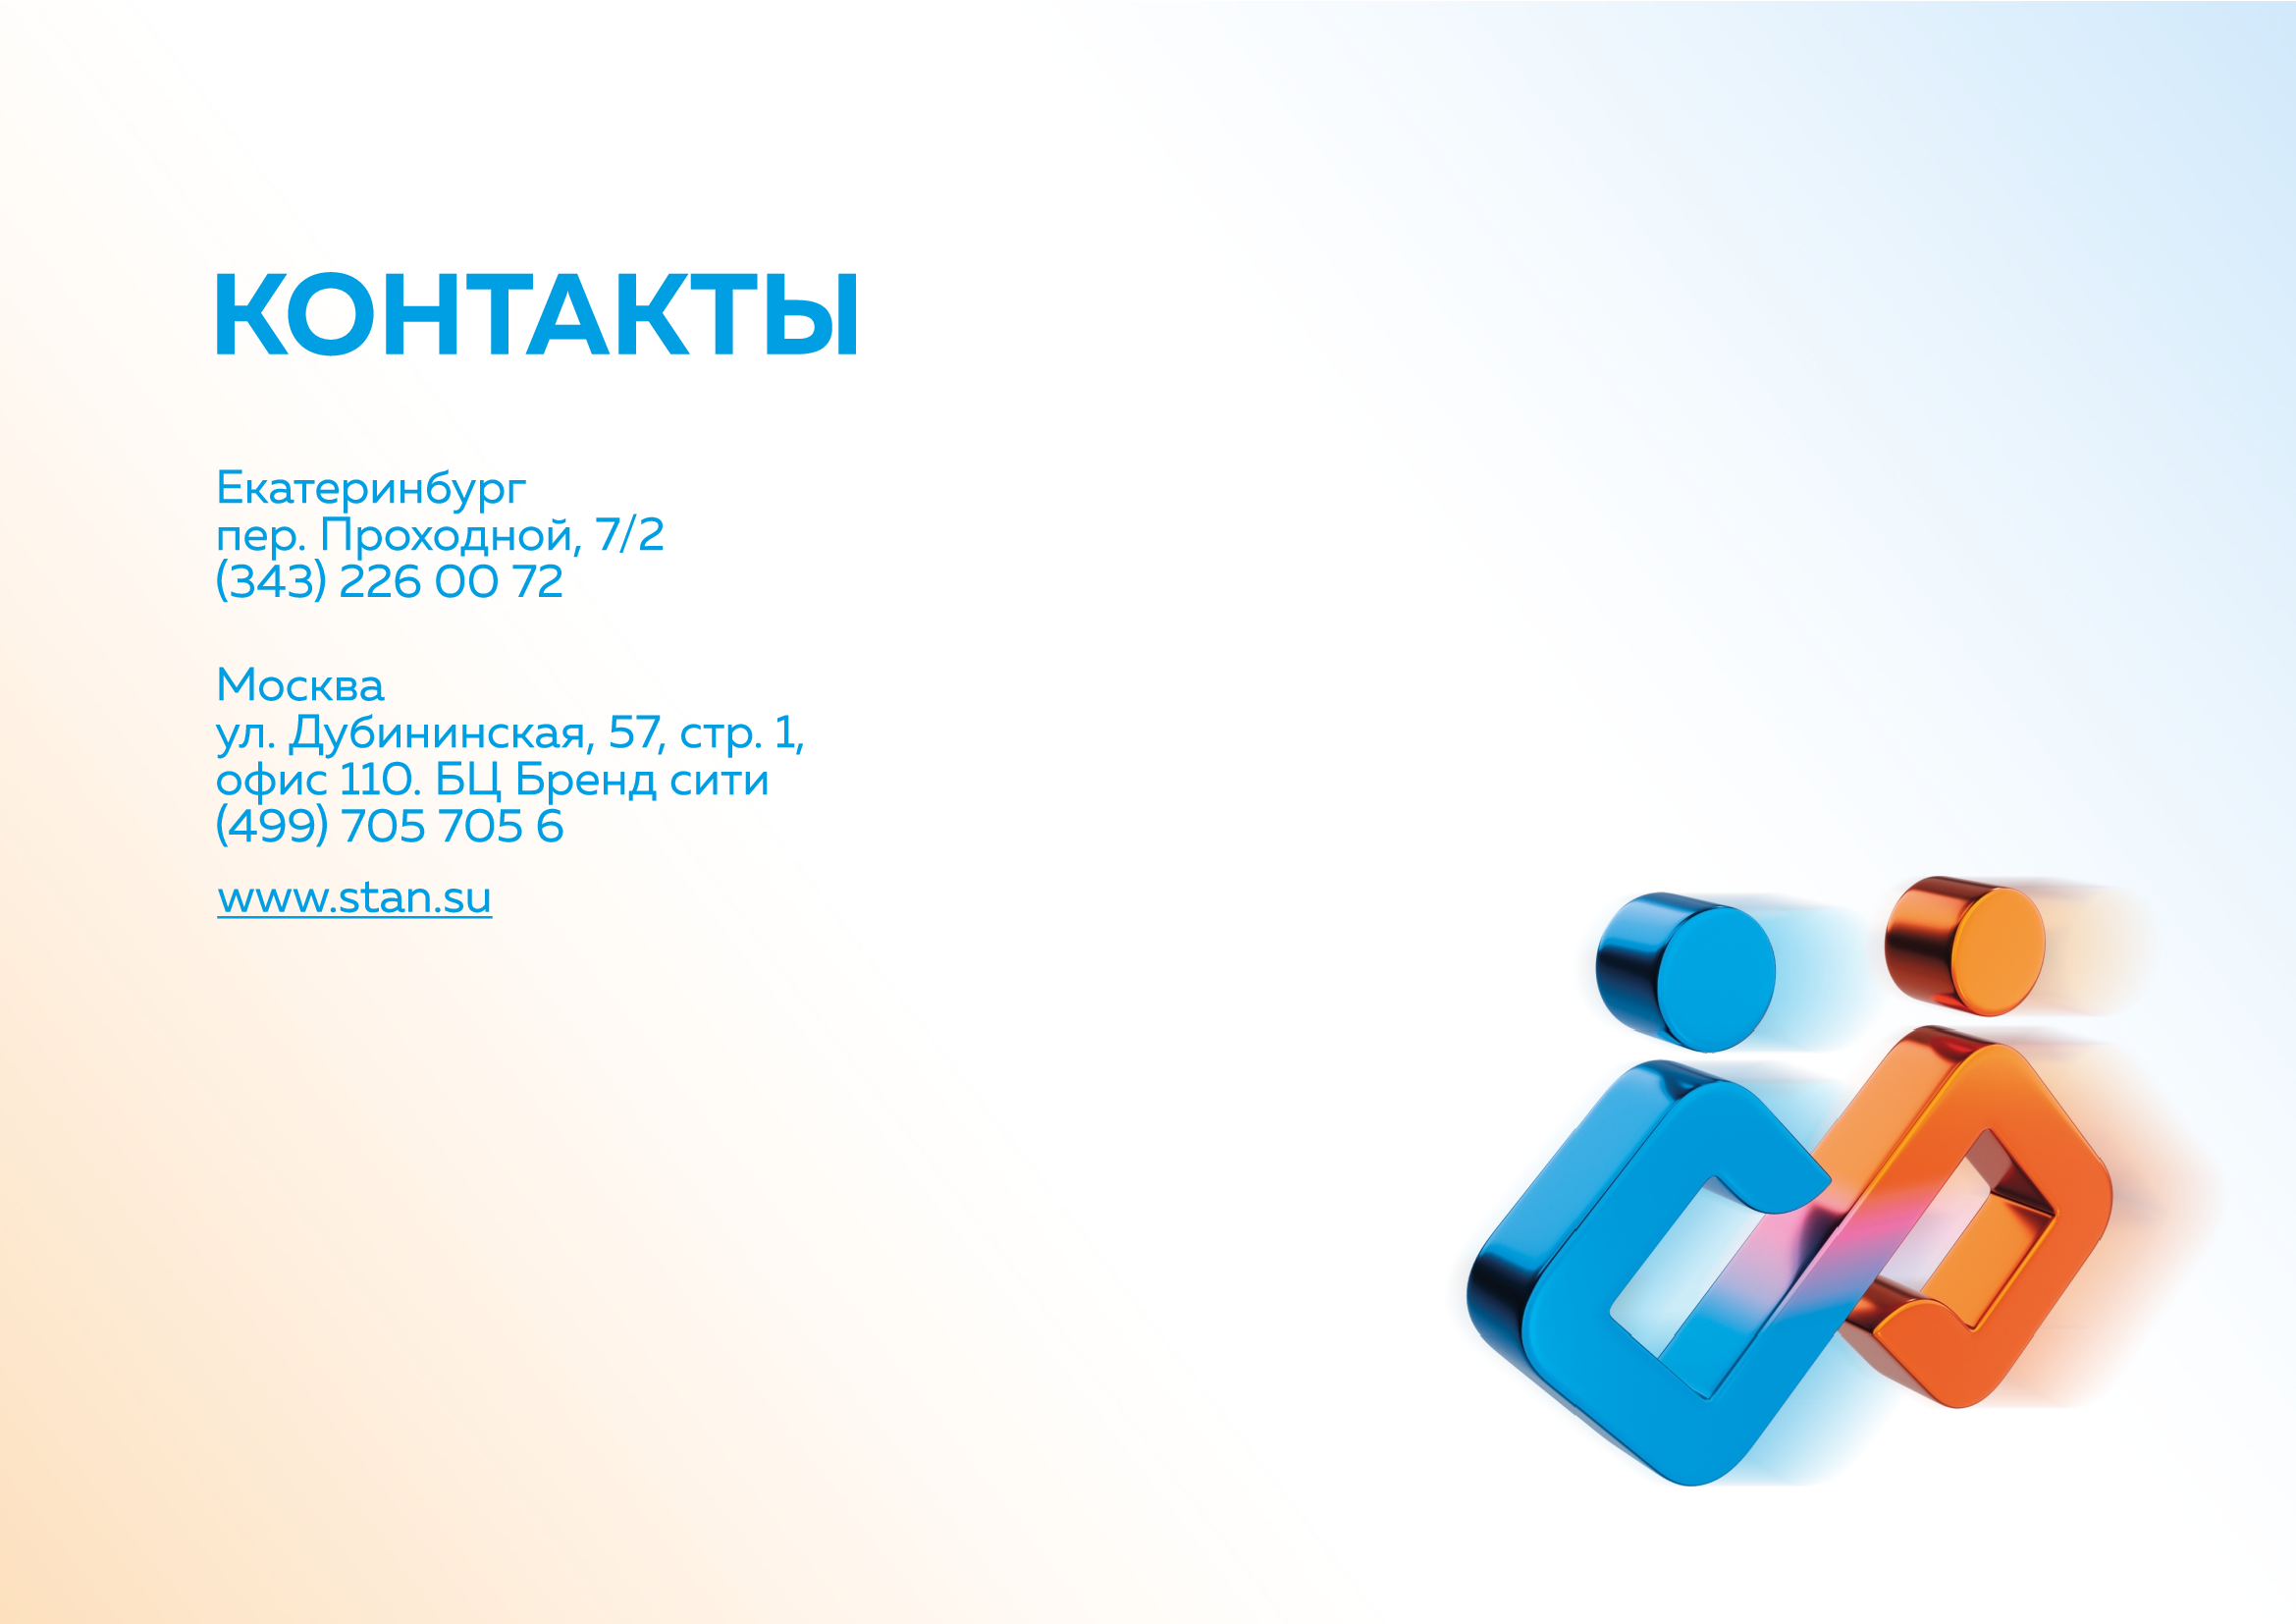 КОНТАКТЫ
Екатеринбург
пер. Проходной, 7/2
(343) 226 00 72
Москва
ул. Дубининская, 57, стр. 1,
офис 110. БЦ Бренд сити
(499) 705 705 6
www.stan.su